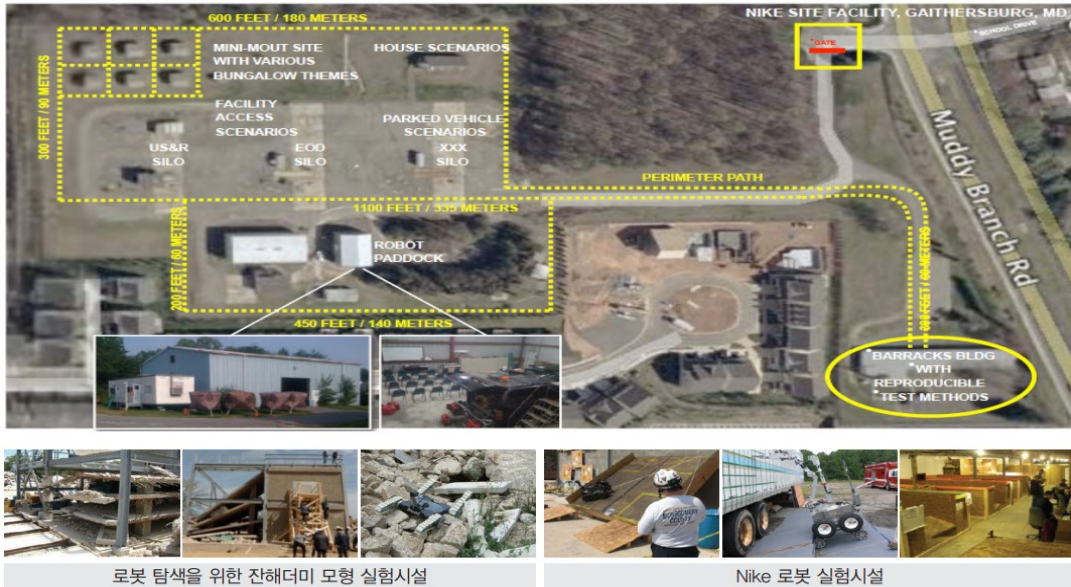 600 FEET / 180 METERS
NIKE SITE FACILITY, GAITHERSBURG, MD
*GATE
*SCHOOL DRIVE
MINI-MOUT SITE
WITH VARIOUS
BUNGALOW THEMES
HOUSE SCENARIOS
300 FEET / 90 METERS
FACILITY
ACCESS
SCENARIOS
PARKED VEHICLE
SCENARIOS
US&R
SILO
EOD
SILO
XXX
SILO
Muddy Branch Rd
PERIMETER PATH
1100 FEET / 335 METERS
200 FEET / 60 METERS
ROBOT
PADDOCK
450 FEET / 140 METERS
*BARRACKS BLDG
*WITH
REPRODUCIBLE
*TEST METHODS
MONTGOMERY
COUNTY
로봇 탐색을 위한 잔해더미 모형 실험시설
Nike 로봇 실험시설